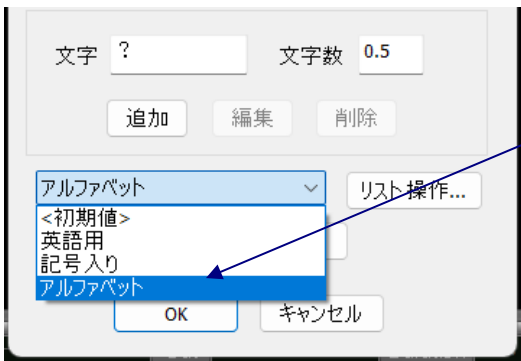 文字 ? 文字数 0.5
追加 編集 削除
アルファベット リスト操作...
<初期値>
英語用
記号入り
アルファベット
OK キャンセル